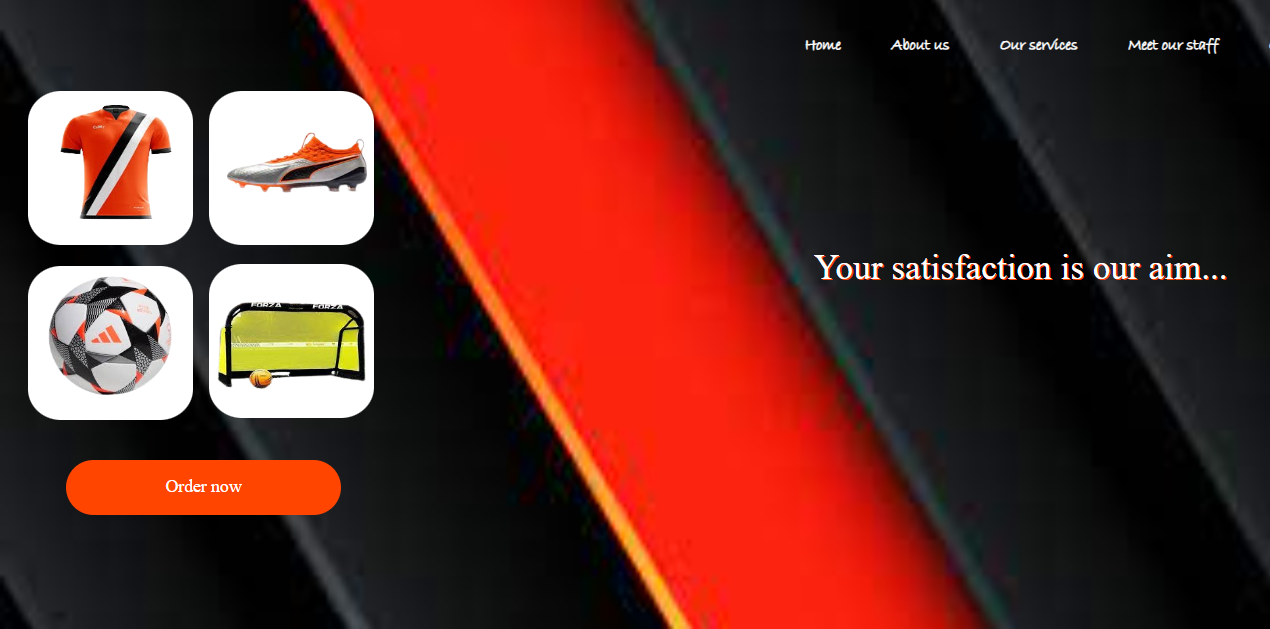 Home About us Our services Meet our staff
FORZA FORZA
Your satisfaction is our aim...
Order now